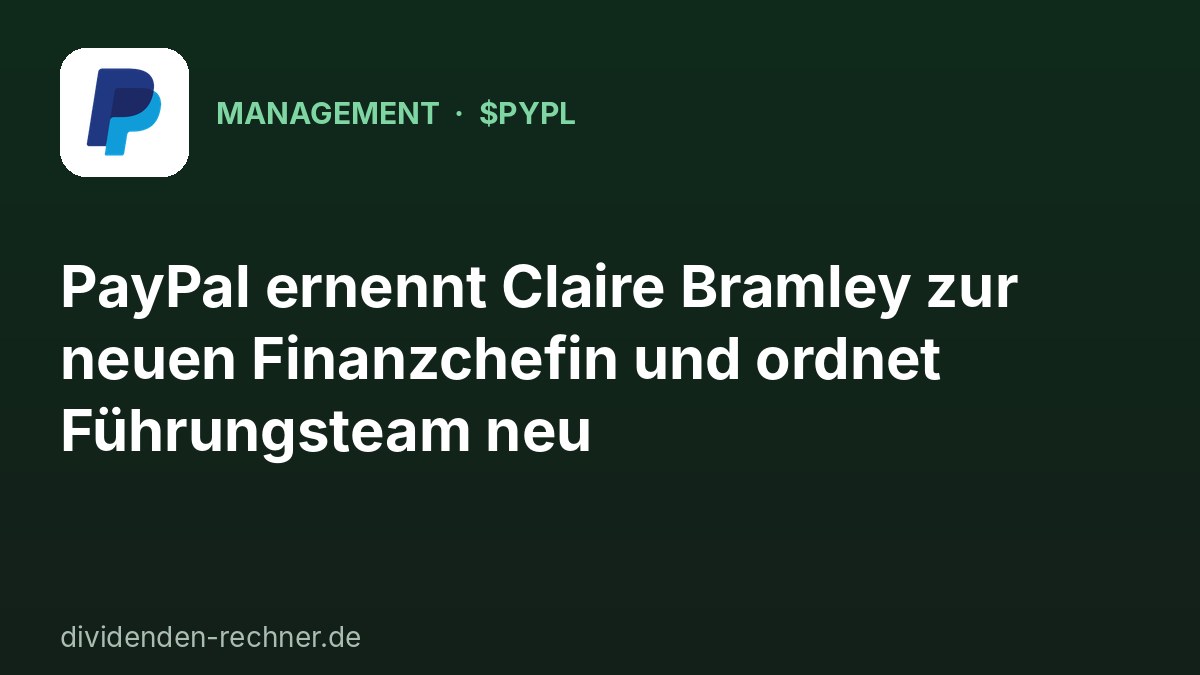 MANAGEMENT · $PYPL
PayPal ernennt Claire Bramley zur
neuen Finanzchefin und ordnet
Führungsteam neu
dividenden-rechner.de